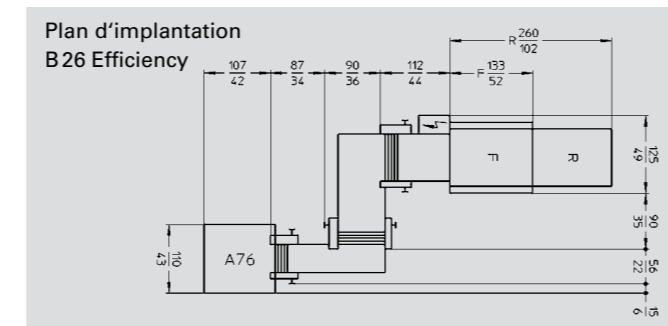 Plan d‘implantation
B 26 Efficiency
R 260/102
107/42 87/34 90/36 112/44 F 133/52
125/49
F R
90/35
A76
110/43
56/22
15/6